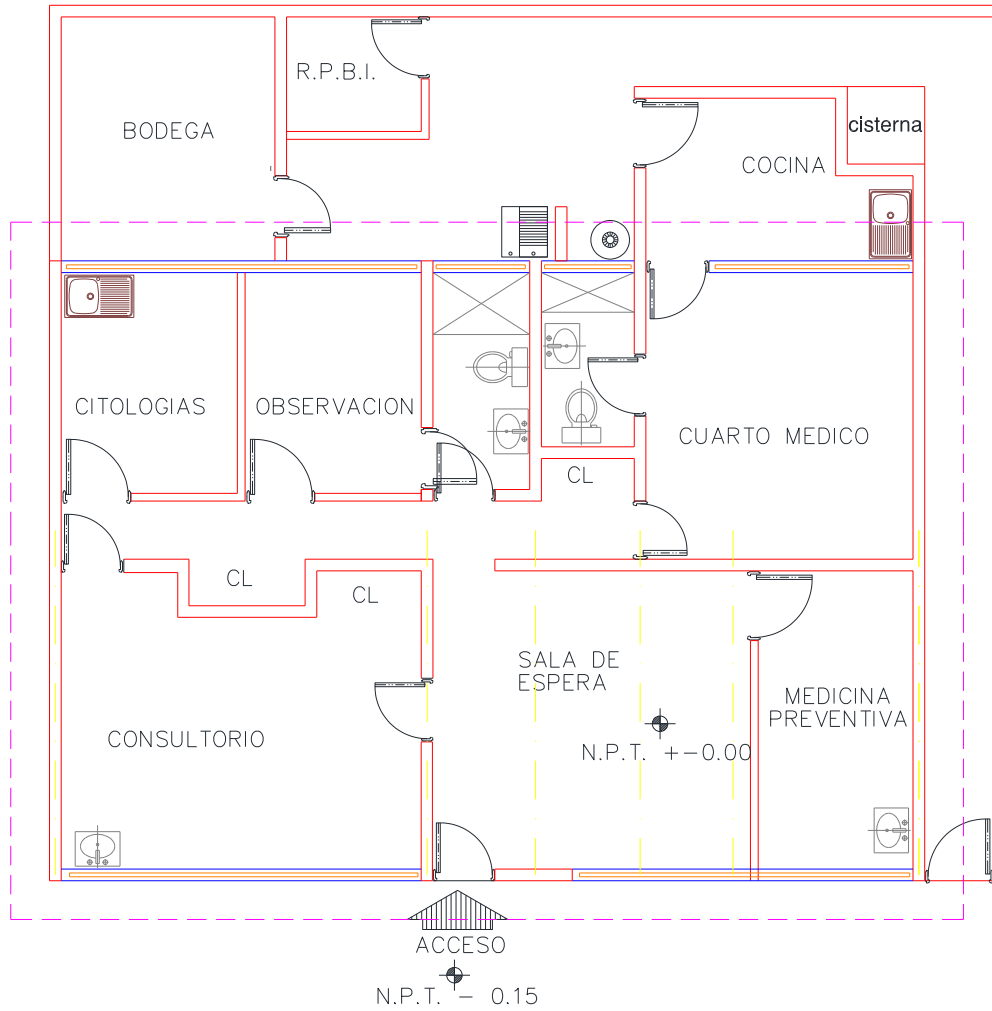 R.P.B.I.
BODEGA
cisterna
COCINA
CITOLOGIAS
OBSERVACION
CUARTO MEDICO
CL
CL
CL
SALA DE
ESPERA
MEDICINA
PREVENTIVA
CONSULTORIO
N.P.T. +-0.00
ACCESO
N.P.T. - 0.15